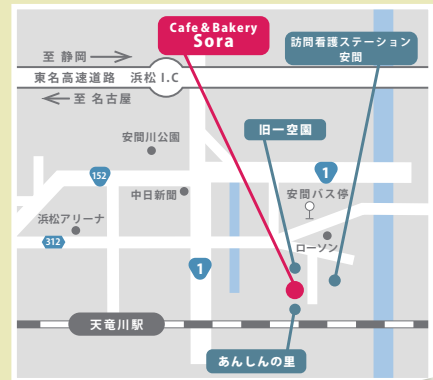 Cafe&Bakery
Sora
訪問看護ステーション
安間
至 静岡
東名高速道路 浜松 I.C
至 名古屋
旧一空園
安間川公園
1
152
中日新聞
安間バス停
浜松アリーナ
312
ローソン
1
天竜川駅
あんしんの里